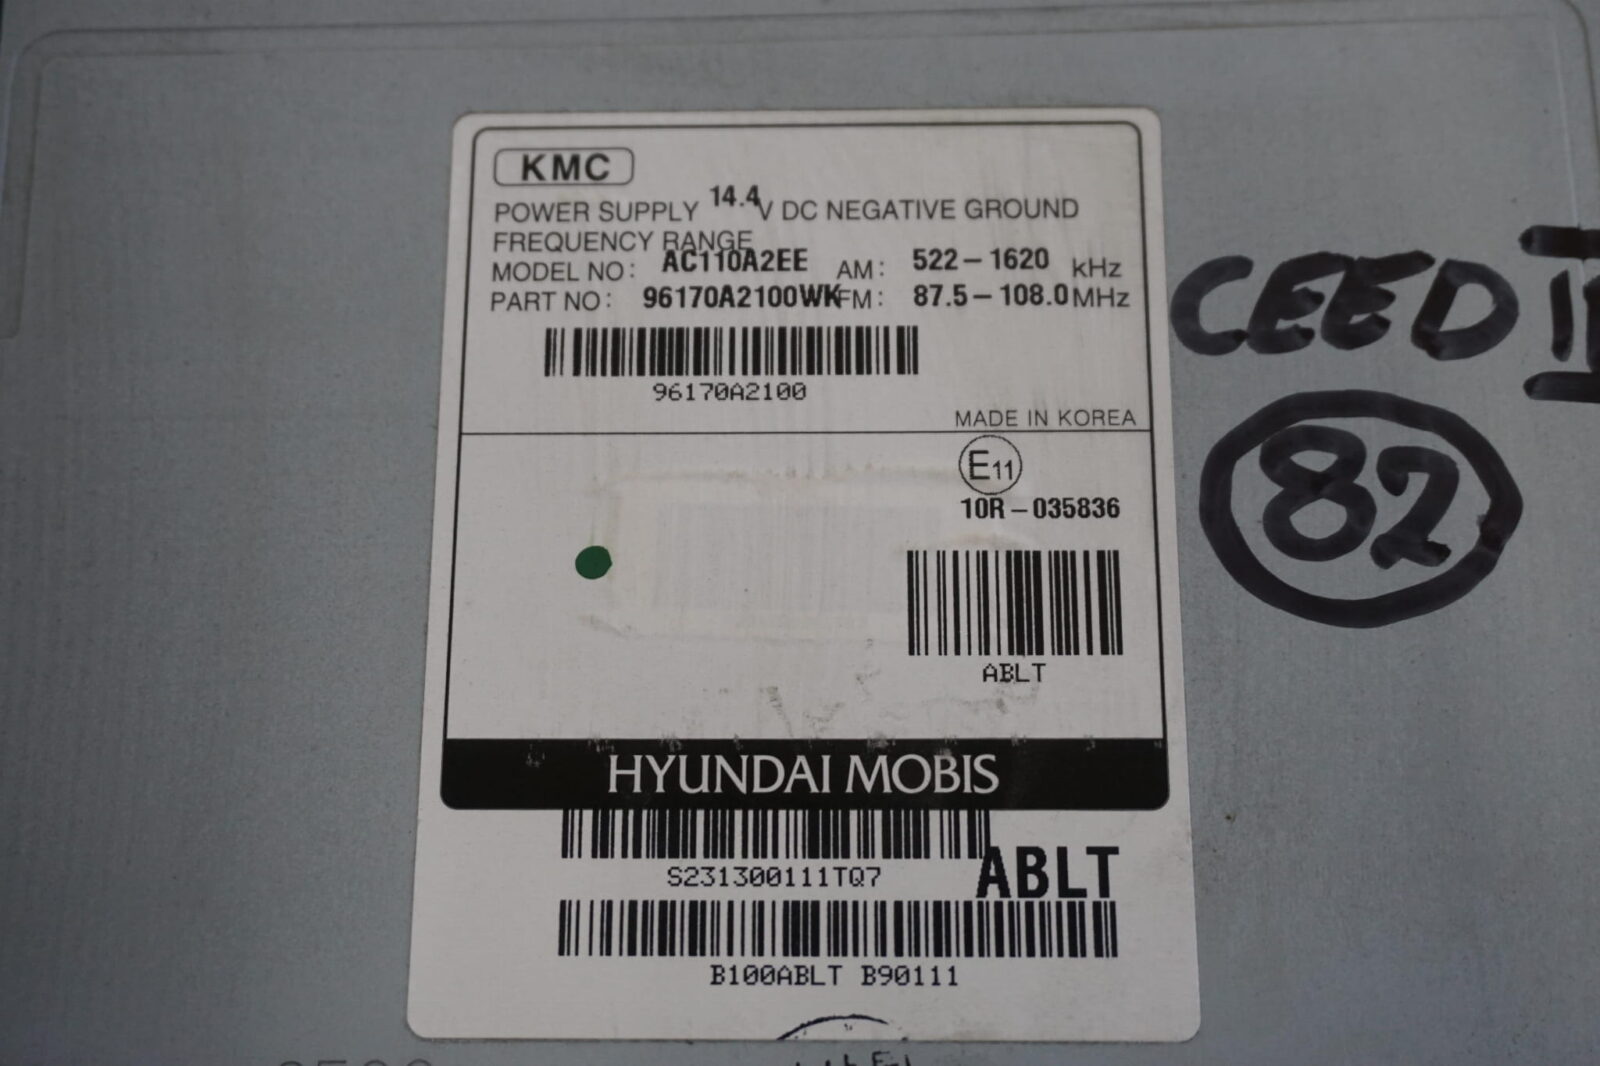 KMC
POWER SUPPLY 14.4V DC NEGATIVE GROUND
FREQUENCY RANGE
MODEL NO: AC110A2EE AM: 522-1620 kHz
PART NO: 96170A2100WK FM: 87.5-108.0 MHz
96170A2100
MADE IN KOREA
E11
10R-035836
ABLT
HYUNDAI MOBIS
S231300111TQ7
ABLT
B100ABLT B90111
CEED
82